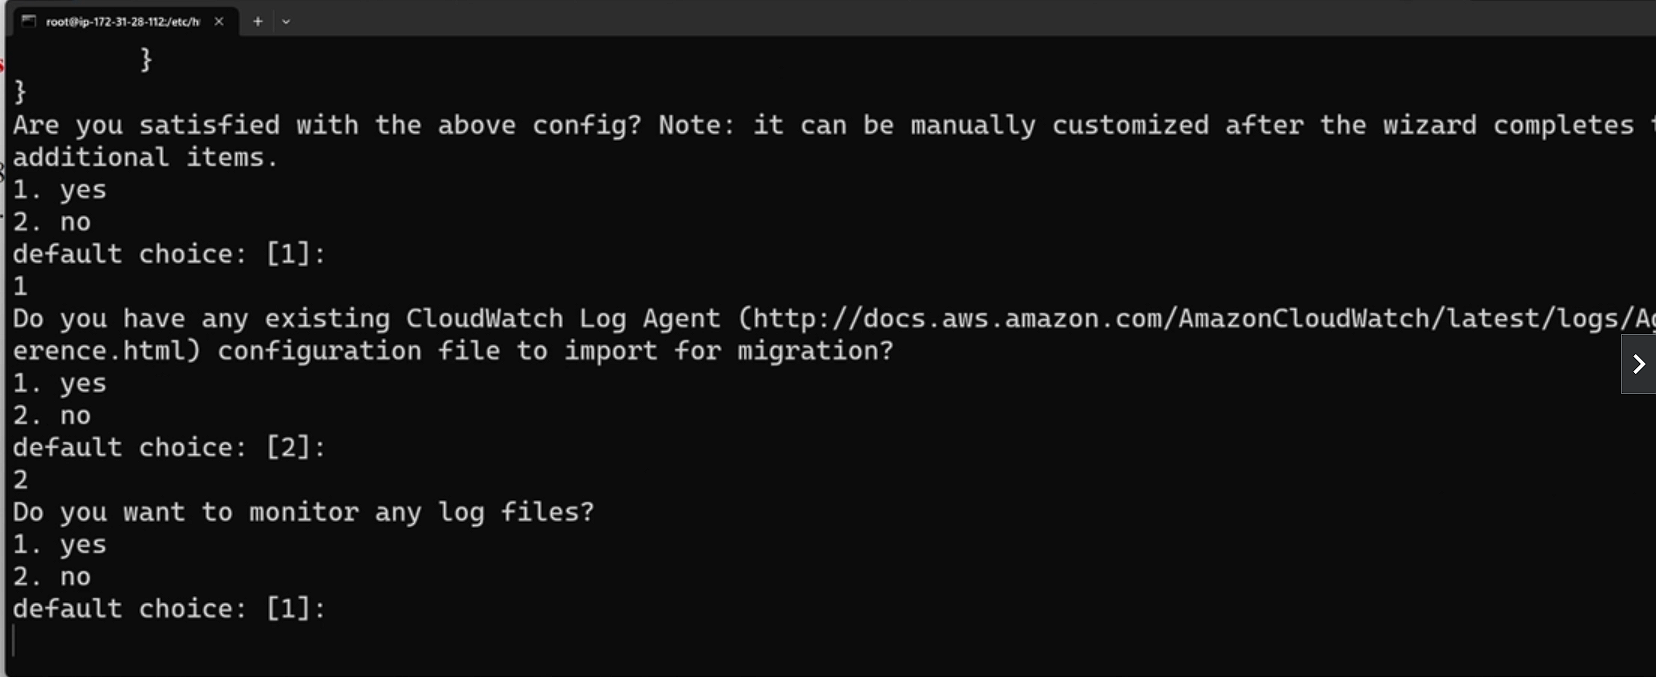 root@ip-172-31-28-112:/etc/h
}
}
Are you satisfied with the above config? Note: it can be manually customized after the wizard completes
additional items.
1. yes
2. no
default choice: [1]:
1
Do you have any existing CloudWatch Log Agent (http://docs.aws.amazon.com/AmazonCloudWatch/latest/logs/Ag
erence.html) configuration file to import for migration?
1. yes
2. no
default choice: [2]:
2
Do you want to monitor any log files?
1. yes
2. no
default choice: [1]: